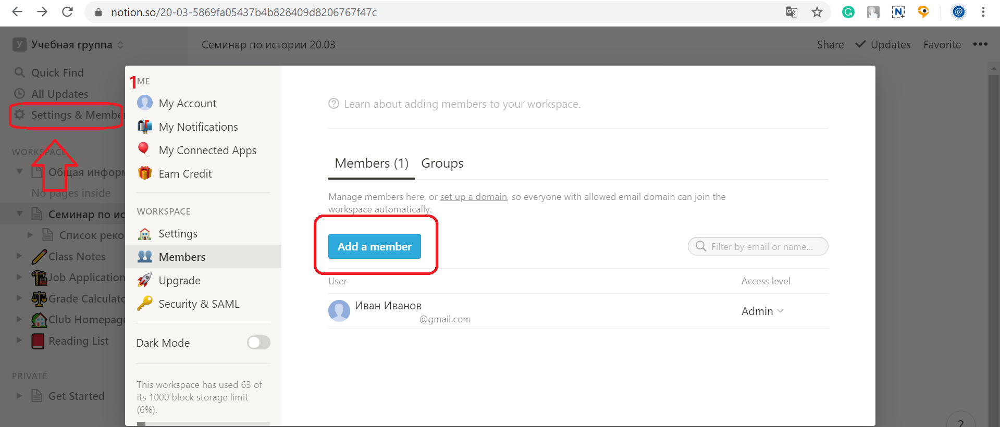 notion.so/20-03-5869fa05437b4b828409d8206767f47c
У Учебная группа
Семинар по истории 20.03
Share
Updates
Favorite
Quick Find
All Updates
Settings & Membe
WORKSPACE
Общая информ
No pages inside
Семинар по ис
Список реко
Class Notes
Job Application
Grade Calculato
Club Homepage
Reading List
PRIVATE
Get Started
1
ME
My Account
My Notifications
My Connected Apps
Earn Credit
WORKSPACE
Settings
Members
Upgrade
Security & SAML
Dark Mode
This workspace has used 63 of
its 1000 block storage limit
(6%).
? Learn about adding members to your workspace.
Members (1) Groups
Manage members here, or set up a domain, so everyone with allowed email domain can join the
workspace automatically.
Add a member
Filter by email or name...
User
Access level
Иван Иванов
@gmail.com
Admin
?